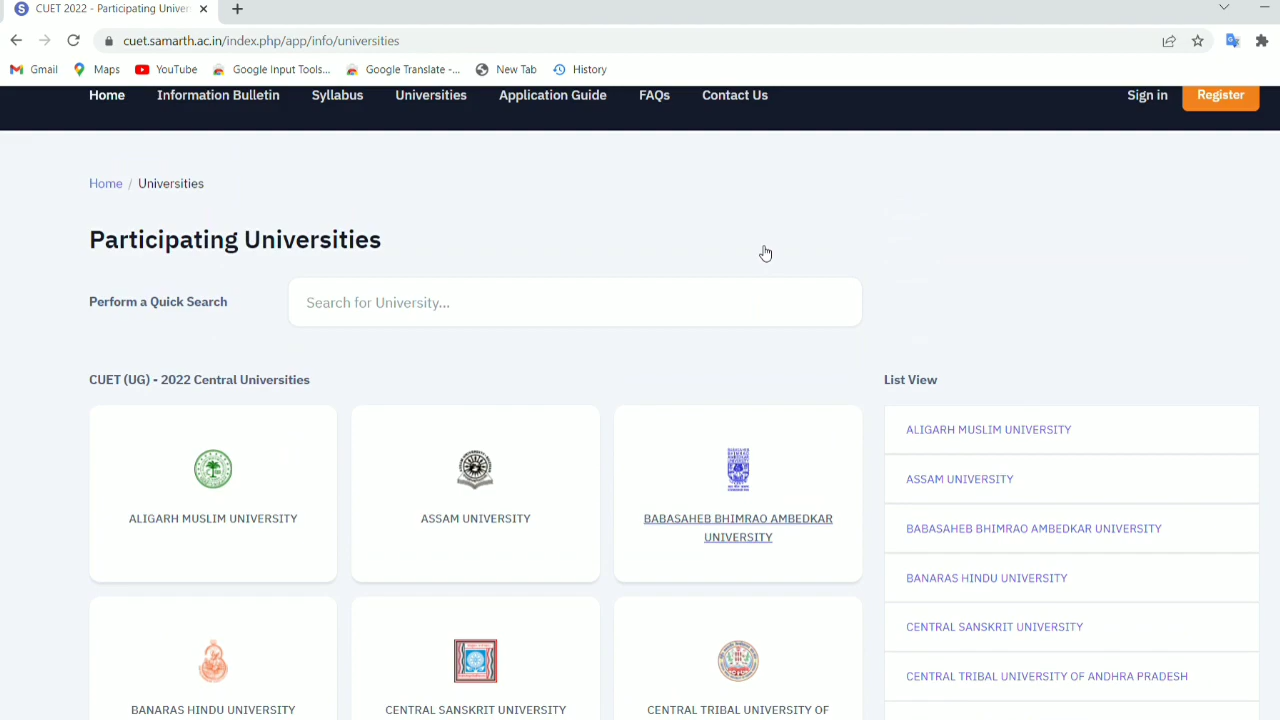 CUET 2022 - Participating Univer
cuet.samarth.ac.in/index.php/app/info/universities
Gmail
Maps
YouTube
Google Input Tools...
Google Translate -...
New Tab
History
Home
Information Bulletin
Syllabus
Universities
Application Guide
FAQs
Contact Us
Sign in
Register
Home / Universities
Participating Universities
Perform a Quick Search
Search for University...
CUET (UG) - 2022 Central Universities
ALIGARH MUSLIM UNIVERSITY
ASSAM UNIVERSITY
BABASAHEB BHIMRAO AMBEDKAR
UNIVERSITY
BANARAS HINDU UNIVERSITY
CENTRAL SANSKRIT UNIVERSITY
CENTRAL TRIBAL UNIVERSITY OF
List View
ALIGARH MUSLIM UNIVERSITY
ASSAM UNIVERSITY
BABASAHEB BHIMRAO AMBEDKAR UNIVERSITY
BANARAS HINDU UNIVERSITY
CENTRAL SANSKRIT UNIVERSITY
CENTRAL TRIBAL UNIVERSITY OF ANDHRA PRADESH